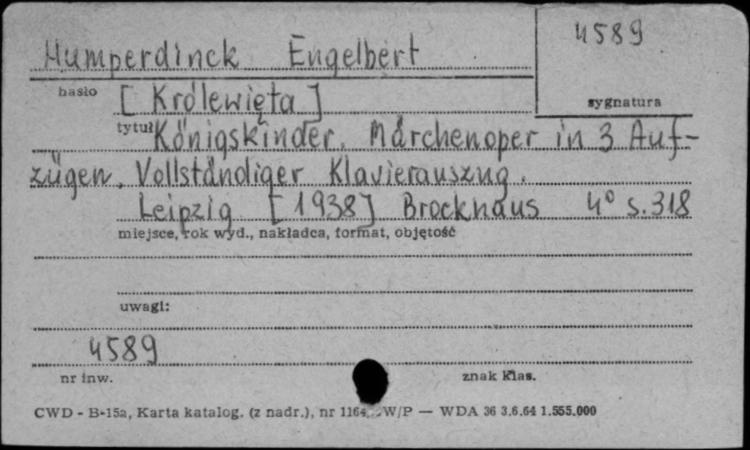 4589
Humperdinck Engelbert
hasło [Królewięta] sygnatura
tytuł Königskinder. Märchenoper in 3 Auf-
zügen. Vollständiger Klavierauszug.
Leipzig [1938] Brockhaus 4° s.318
miejsce, rok wyd., nakładca, format, objętość
uwagi:
4589
nr inw. znak klas.
CWD - B-15a, Karta katalog. (z nadr.), nr W/P — WDA 36 3.6.64 1.555.000